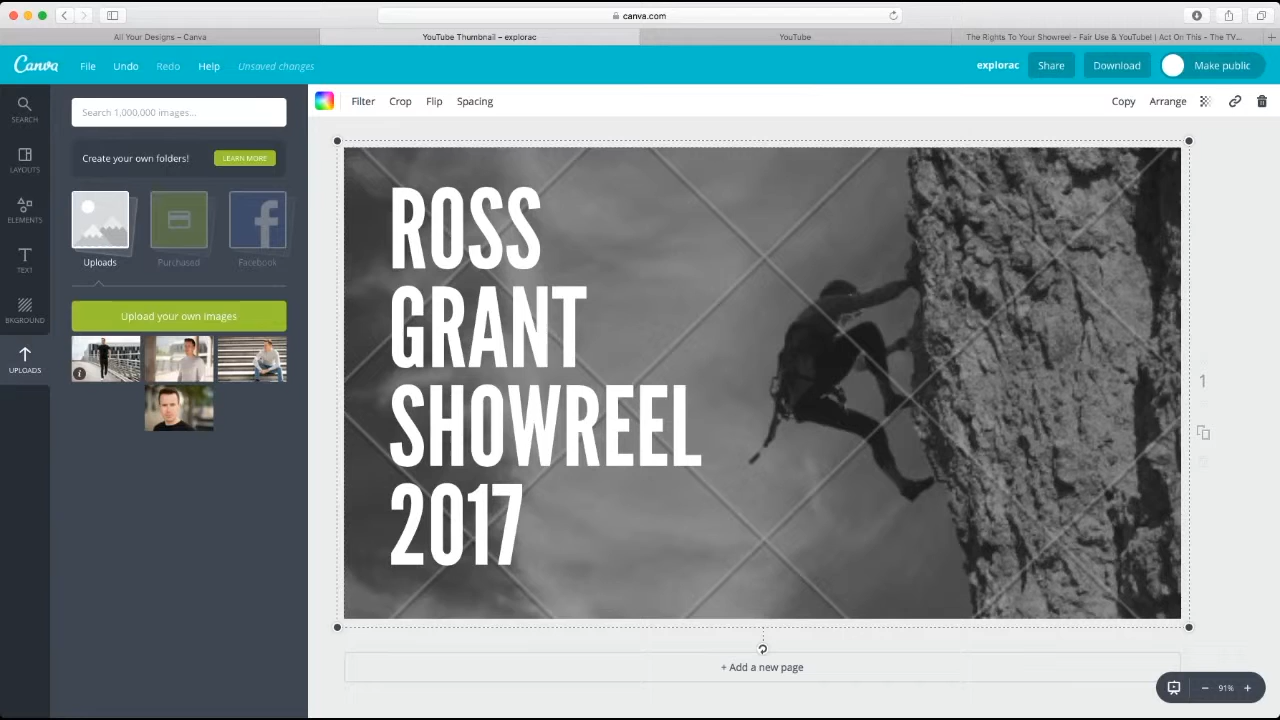 canva.com
All Your Designs – Canva
YouTube Thumbnail – explorac
YouTube
The Rights To Your Showreel - Fair Use & YouTube! | Act On This - The TV...
Canva
File
Undo
Redo
Help
Unsaved changes
explorac
Share
Download
Make public
SEARCH
LAYOUTS
ELEMENTS
TEXT
BKGROUND
UPLOADS
Search 1,000,000 images...
Create your own folders!
LEARN MORE
Uploads
Purchased
Facebook
Upload your own images
Filter
Crop
Flip
Spacing
Copy
Arrange
ROSS
GRANT
SHOWREEL
2017
1
+ Add a new page
91%